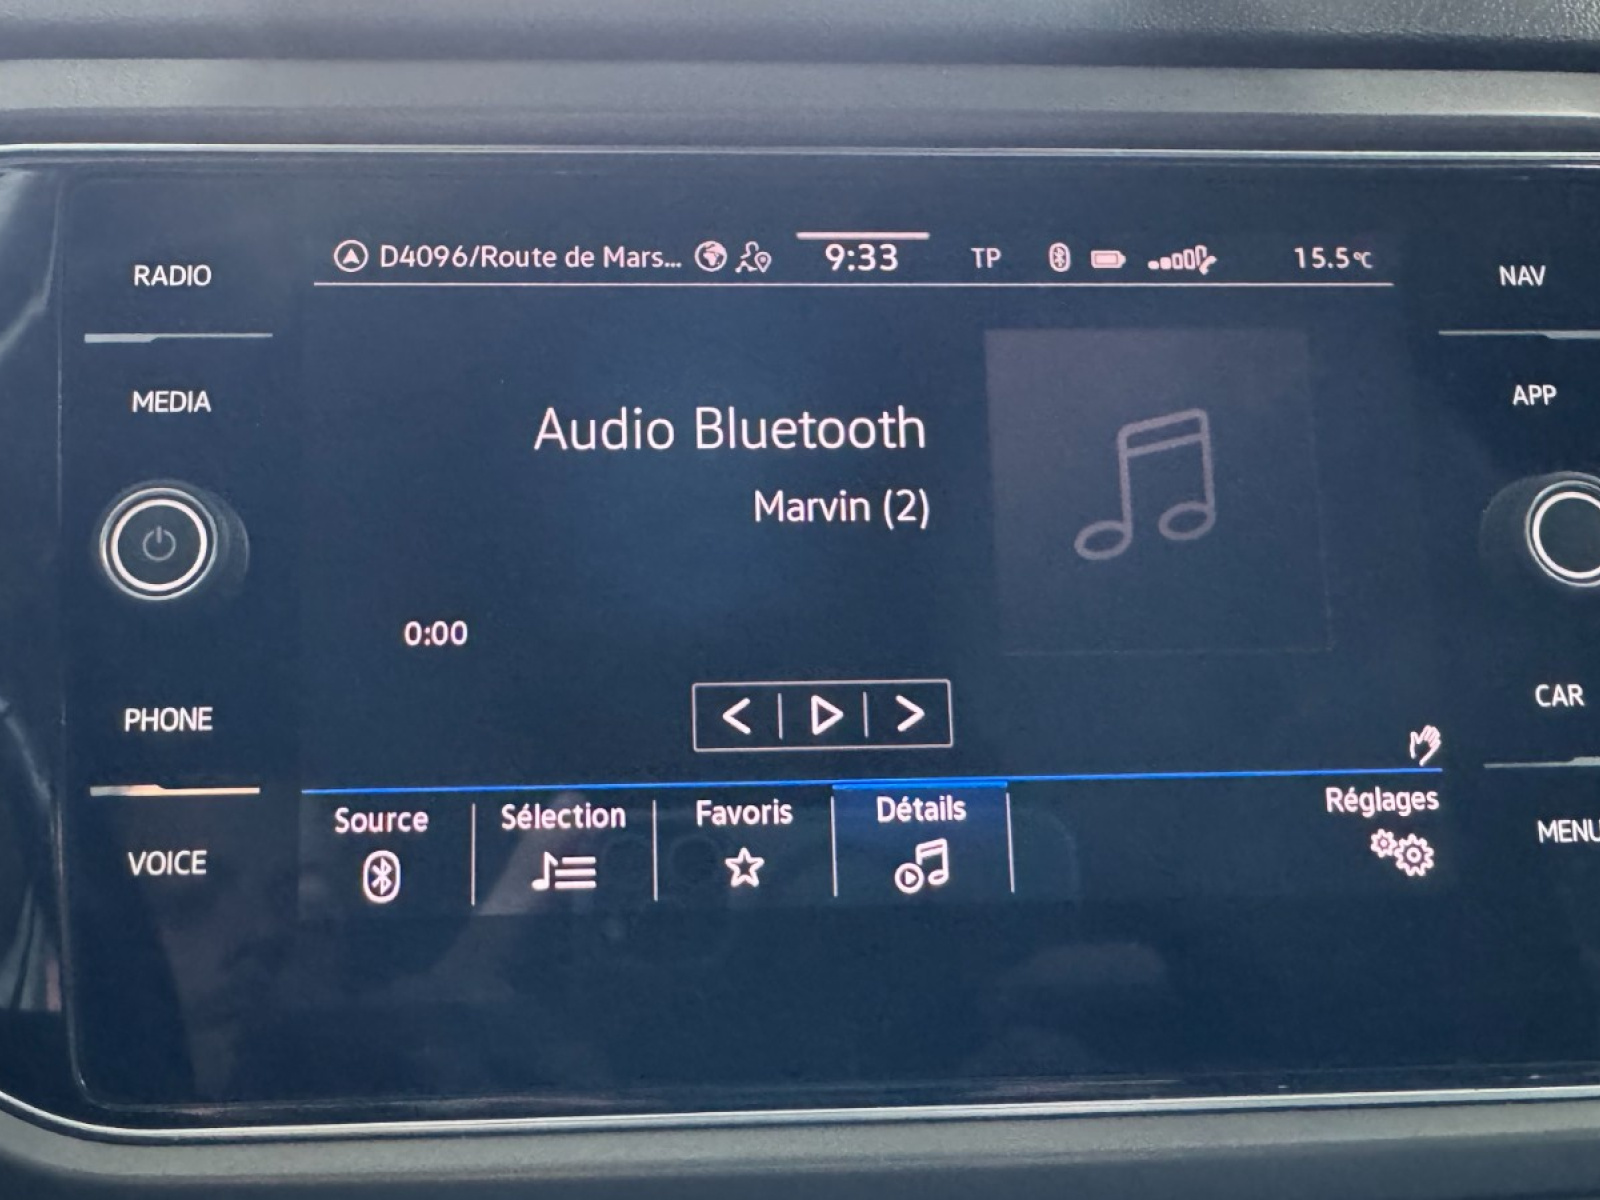 RADIO
MEDIA
PHONE
VOICE
D4096/Route de Mars... 9:33 TP 15.5°C
Audio Bluetooth
Marvin (2)
0:00
Source
Sélection
Favoris
Détails
Réglages
NAV
APP
CAR
MENU